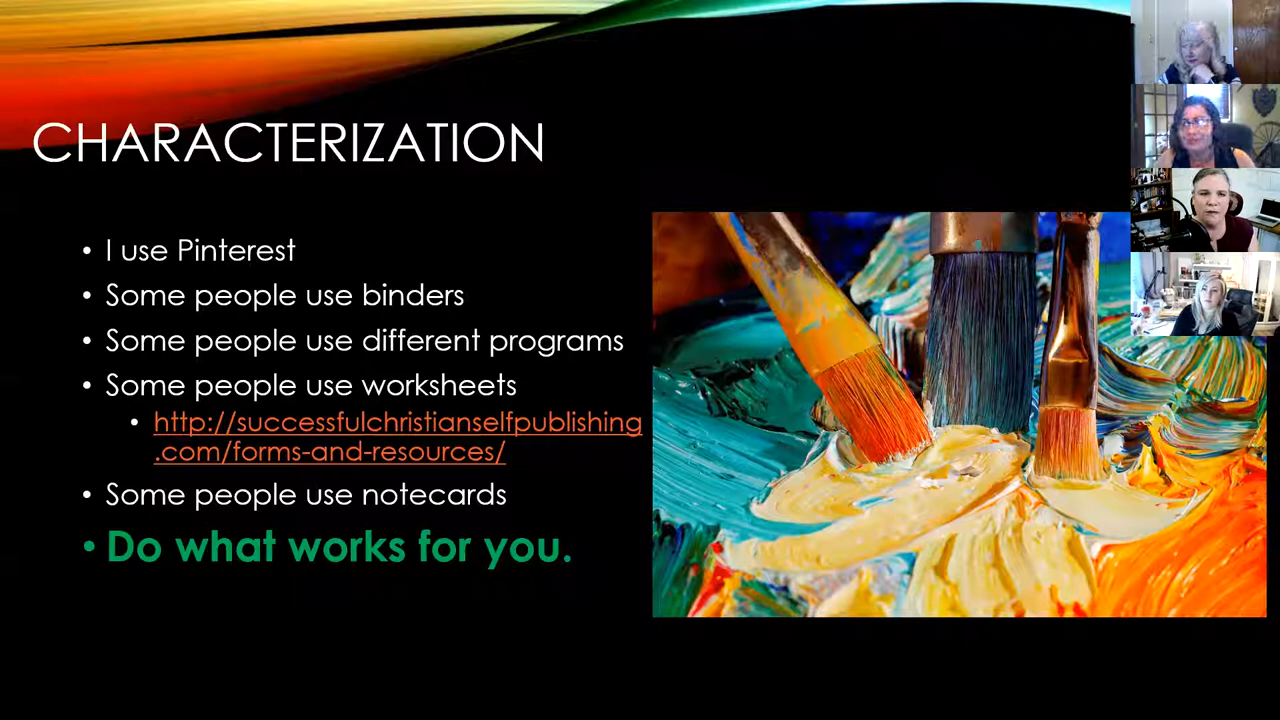 CHARACTERIZATION
• I use Pinterest
• Some people use binders
• Some people use different programs
• Some people use worksheets
• http://successfulchristianselfpublishing
.com/forms-and-resources/
• Some people use notecards
• Do what works for you.